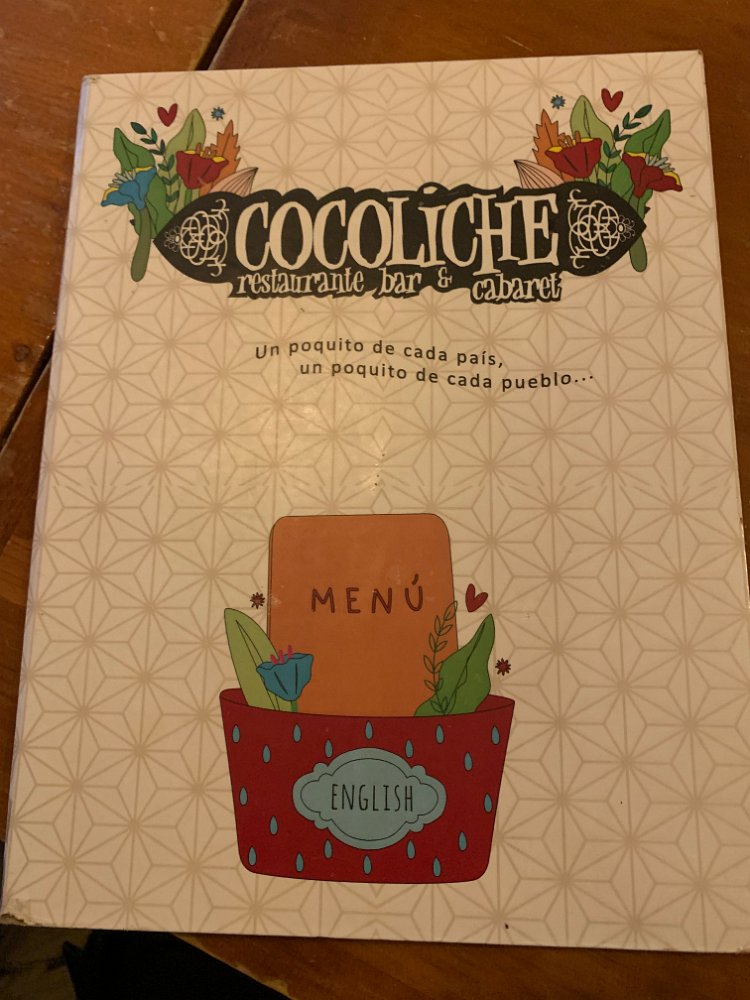 COCOLiCHE
restaurante bar & cabaret
Un poquito de cada país,
un poquito de cada pueblo...
MENÚ
ENGLISH